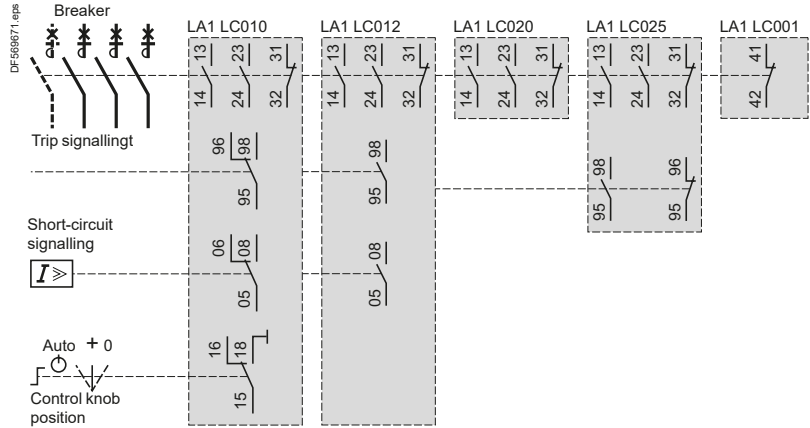 DF569671.eps
Breaker
LA1 LC010
LA1 LC012
LA1 LC020
LA1 LC025
LA1 LC001
13 23 31
13 23 31
13 23 31
13 23 31
41
14 24 32
14 24 32
14 24 32
14 24 32
42
Trip signallingt
96 98
98
98 96
95
95
95 95
Short-circuit
signalling
I >
06 08
08
05
05
Auto + 0
16 18
15
Control knob
position